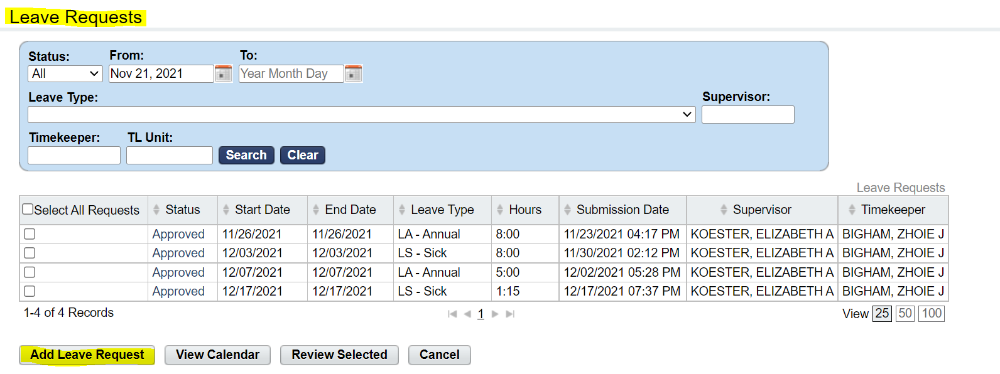 Leave Requests
Status: From: To:
All Nov 21, 2021 Year Month Day
Leave Type: Supervisor:
Timekeeper: TL Unit:
Search Clear
Leave Requests
Select All Requests Status Start Date End Date Leave Type Hours Submission Date Supervisor Timekeeper
Approved 11/26/2021 11/26/2021 LA - Annual 8:00 11/23/2021 04:17 PM KOESTER, ELIZABETH A BIGHAM, ZHOIE J
Approved 12/03/2021 12/03/2021 LS - Sick 8:00 11/30/2021 02:12 PM KOESTER, ELIZABETH A BIGHAM, ZHOIE J
Approved 12/07/2021 12/07/2021 LA - Annual 5:00 12/02/2021 05:28 PM KOESTER, ELIZABETH A BIGHAM, ZHOIE J
Approved 12/17/2021 12/17/2021 LS - Sick 1:15 12/17/2021 07:37 PM KOESTER, ELIZABETH A BIGHAM, ZHOIE J
1-4 of 4 Records 1 View 25 50 100
Add Leave Request View Calendar Review Selected Cancel